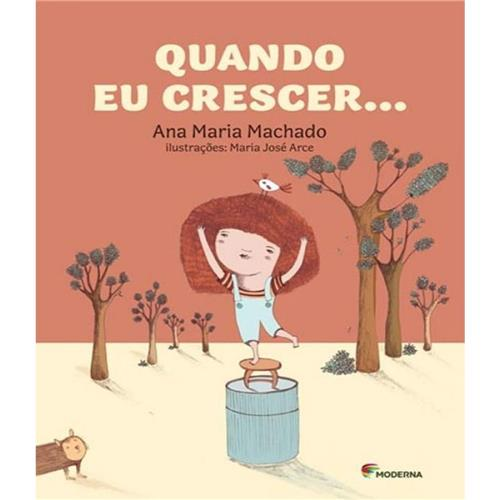 QUANDO
EU CRESCER...
Ana Maria Machado
ilustrações: Maria José Arce
MODERNA